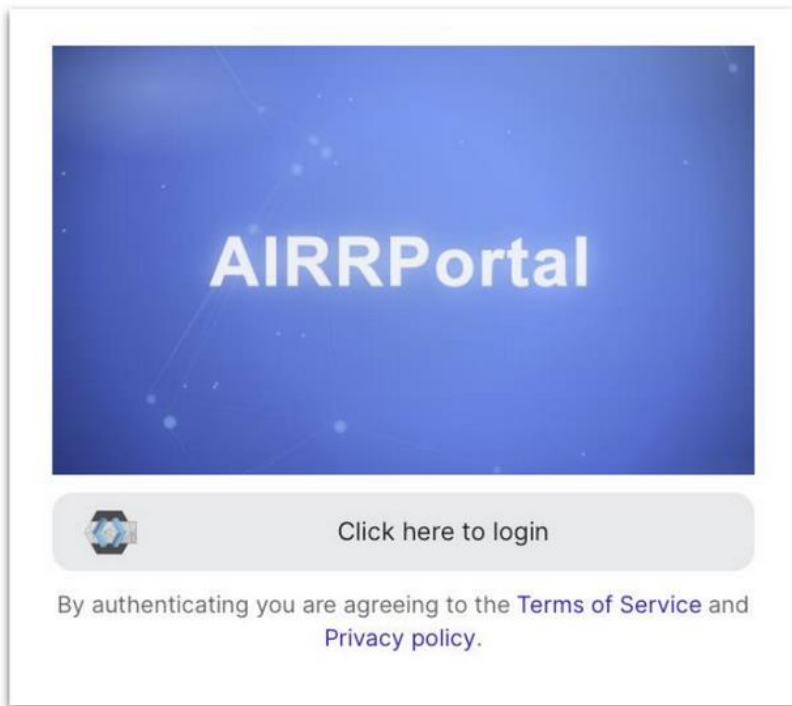 AIRRPortal
Click here to login
By authenticating you are agreeing to the Terms of Service and
Privacy policy.